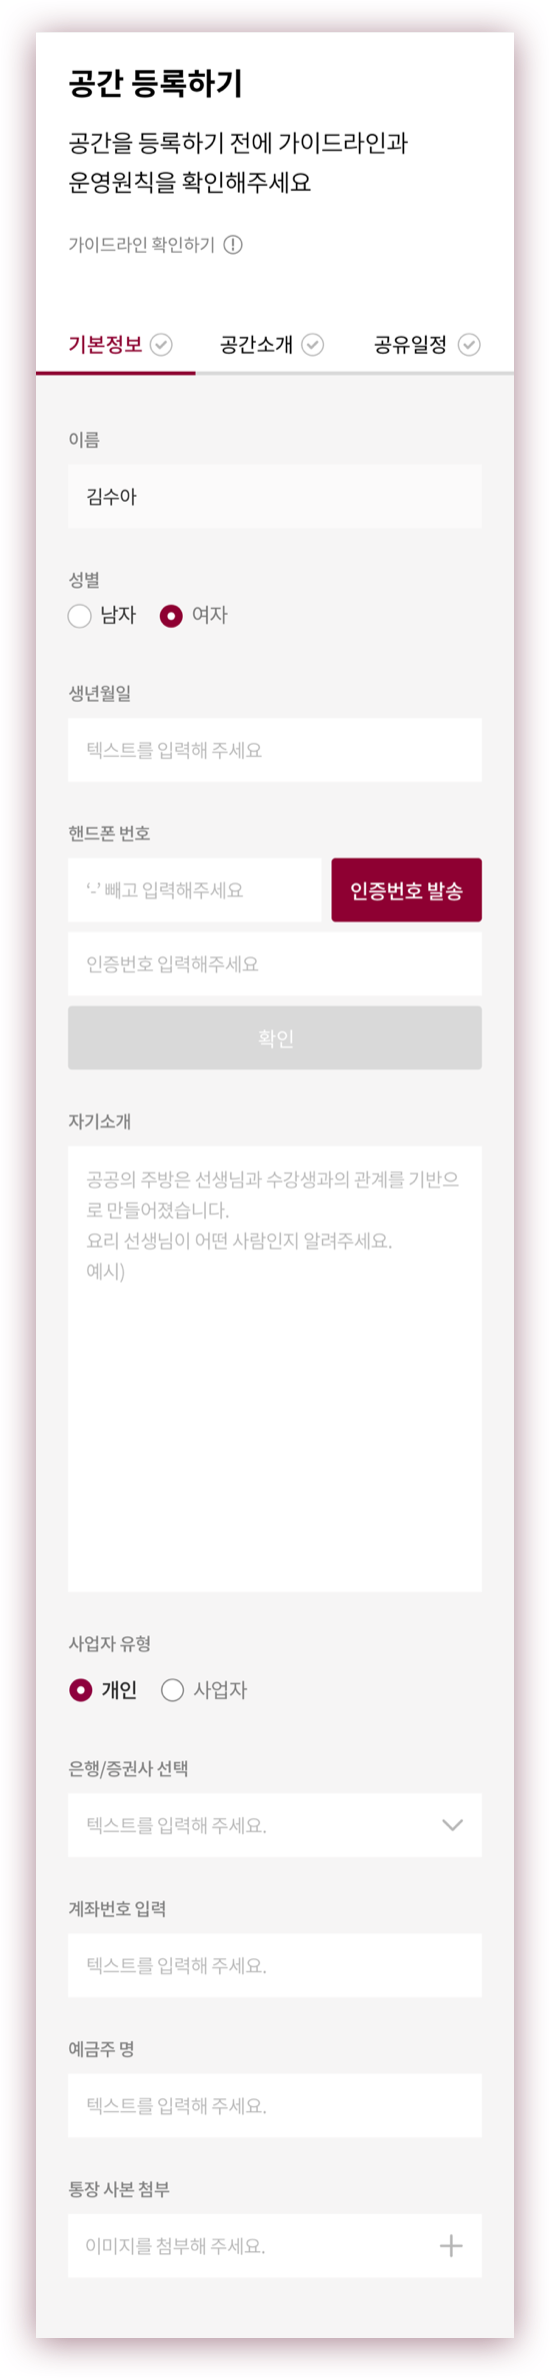 공간 등록하기
공간을 등록하기 전에 가이드라인과
운영원칙을 확인해주세요
가이드라인 확인하기
기본정보 공간소개 공유일정
이름
김수아
성별
남자 여자
생년월일
텍스트를 입력해 주세요
핸드폰 번호
‘-’ 빼고 입력해주세요 인증번호 발송
인증번호 입력해주세요
확인
자기소개
공공의 주방은 선생님과 수강생과의 관계를 기반으
로 만들어졌습니다.
요리 선생님이 어떤 사람인지 알려주세요.
예시)
사업자 유형
개인 사업자
은행/증권사 선택
텍스트를 입력해 주세요.
계좌번호 입력
텍스트를 입력해 주세요.
예금주 명
텍스트를 입력해 주세요.
통장 사본 첨부
이미지를 첨부해 주세요.